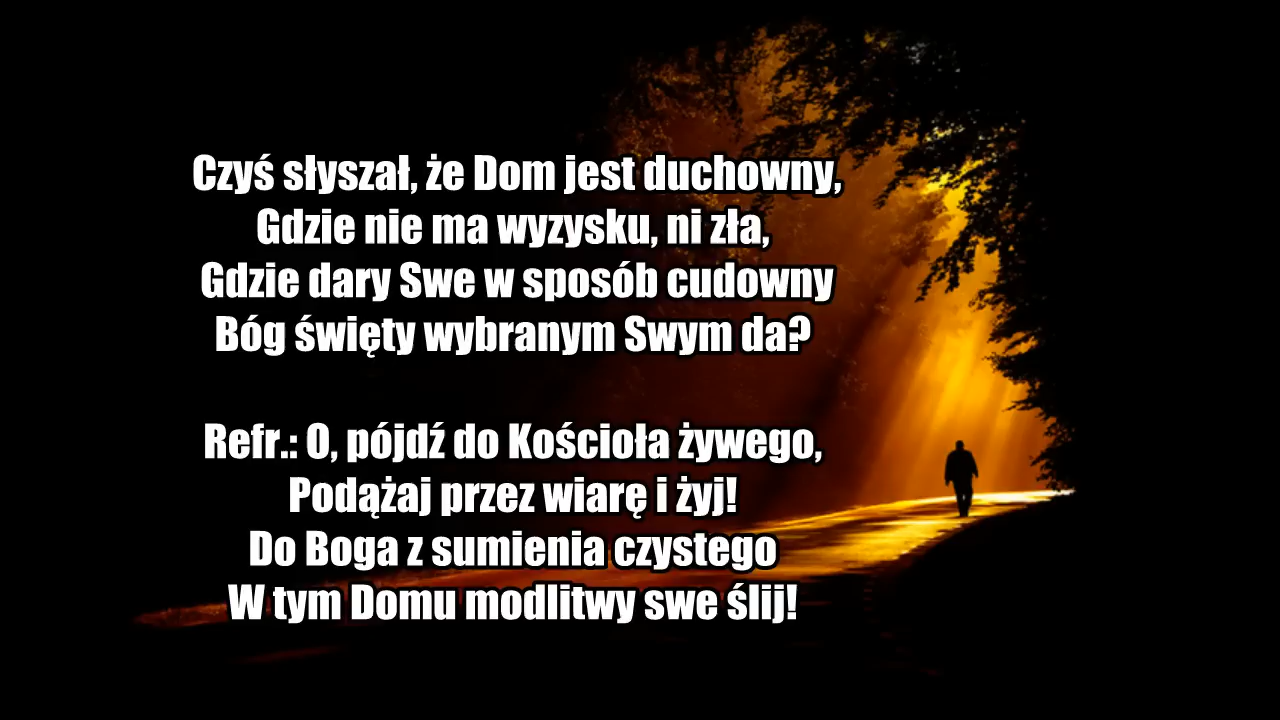 Czyś słyszał, że Dom jest duchowny,
Gdzie nie ma wyzysku, ni zła,
Gdzie dary Swe w sposób cudowny
Bóg święty wybranym Swym da?
Refr.: O, pójdź do Kościoła żywego,
Podążaj przez wiarę i żyj!
Do Boga z sumienia czystego
W tym Domu modlitwy swe ślij!